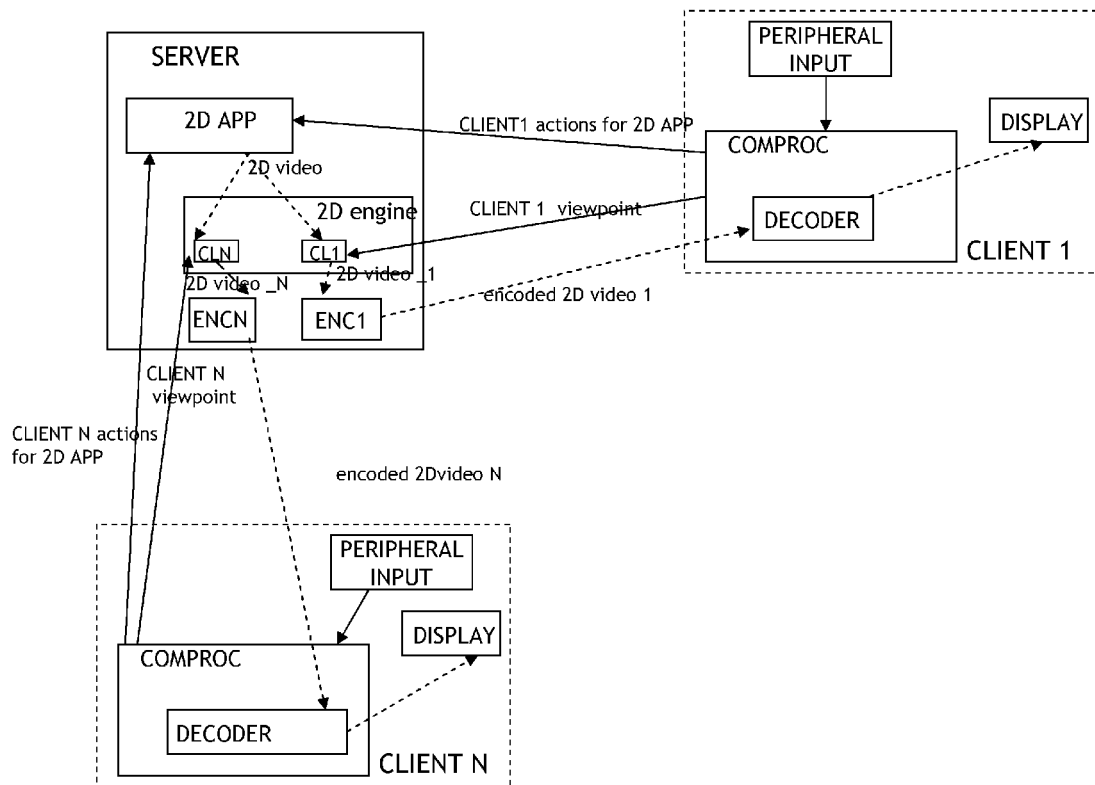 SERVER
2D APP
2D video
2D engine
CLN
CL1
2D video _N
2D video _1
ENCN
ENC1
CLIENT1 actions for 2D APP
CLIENT 1 viewpoint
encoded 2D video 1
PERIPHERAL
INPUT
COMPROC
DISPLAY
DECODER
CLIENT 1
CLIENT N
viewpoint
CLIENT N actions
for 2D APP
encoded 2Dvideo N
PERIPHERAL
INPUT
DISPLAY
COMPROC
DECODER
CLIENT N